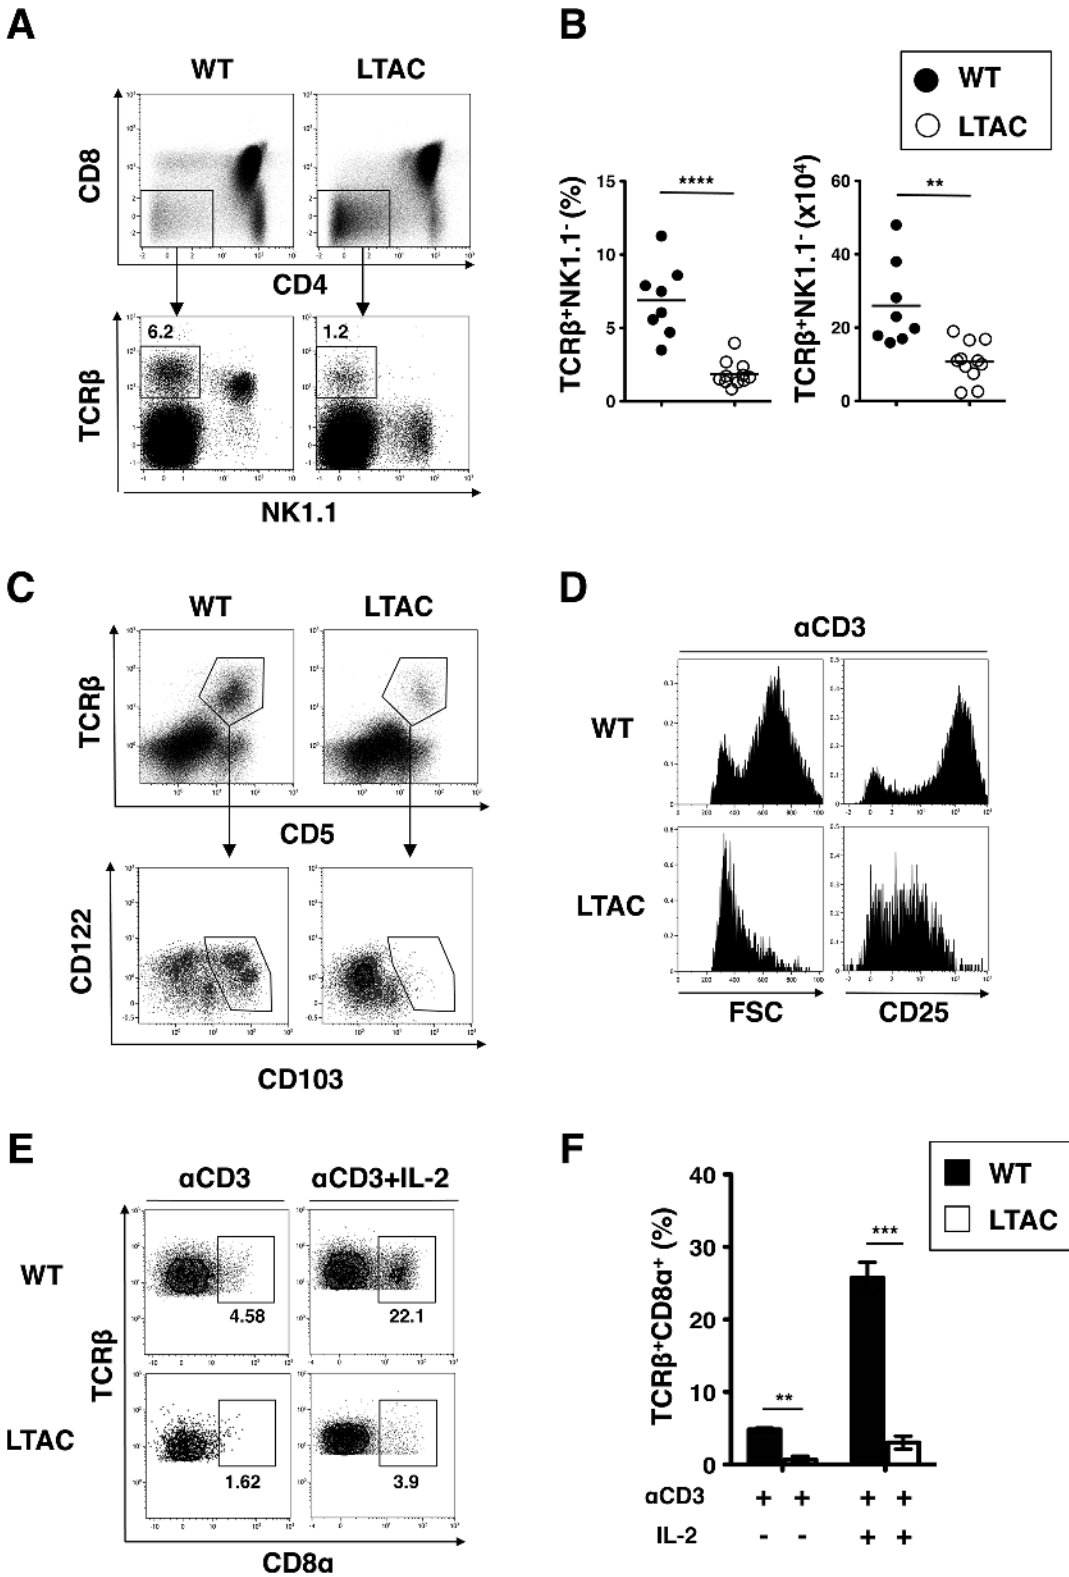 A
WT
LTAC
CD8
CD4
6.2
1.2
TCRβ
NK1.1
B
WT
LTAC
TCRβ⁺NK1.1⁻ (%)
15
10
5
0
****
TCRβ⁺NK1.1⁻ (x10⁴)
60
40
20
0
**
C
WT
LTAC
TCRβ
CD5
CD122
CD103
D
αCD3
WT
LTAC
FSC
CD25
E
αCD3
αCD3+IL-2
WT
4.58
22.1
TCRβ
LTAC
1.62
3.9
CD8α
F
WT
LTAC
TCRβ⁺CD8α⁺ (%)
40
30
20
10
0
**
***
αCD3 + + + +
IL-2 - - + +